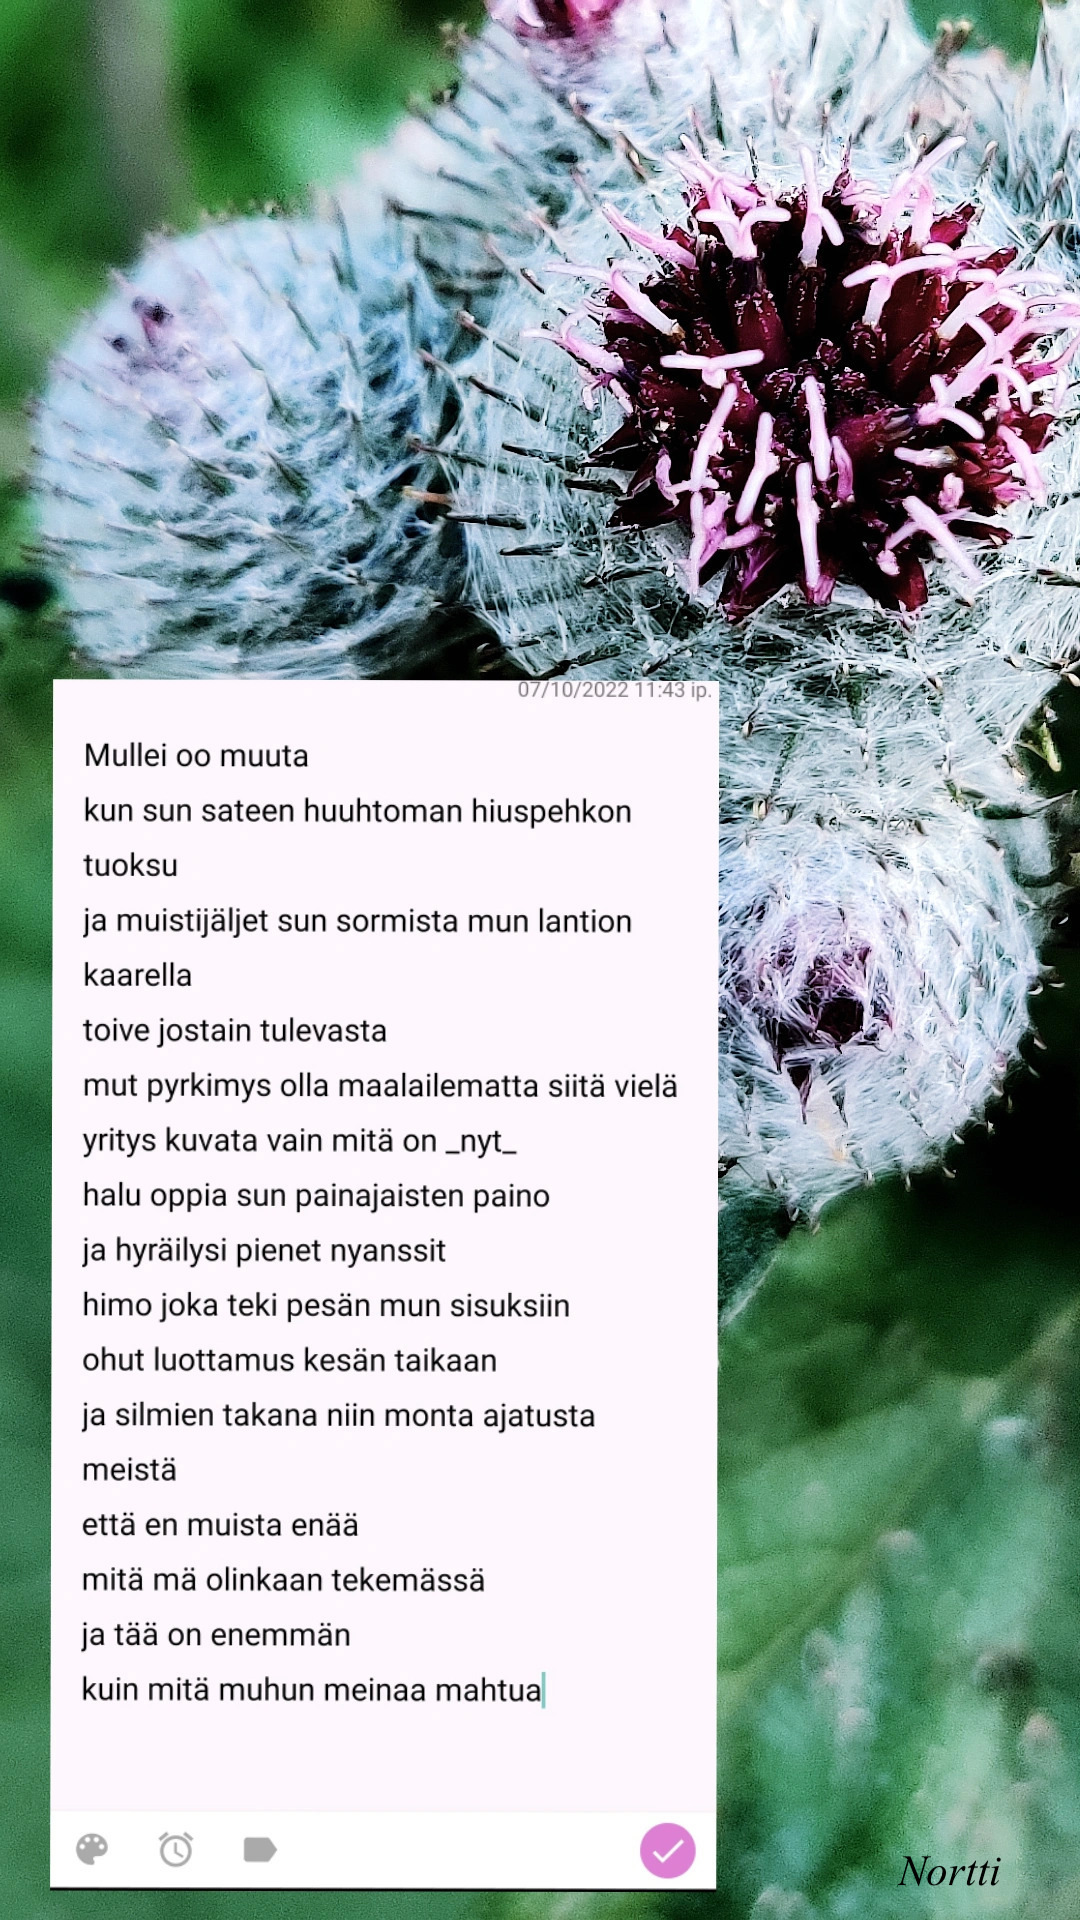 07/10/2022 11:43 ip.
Mullei oo muuta
kun sun sateen huuhtoman hiuspehkon
tuoksu
ja muistijäljet sun sormista mun lantion
kaarella
toive jostain tulevasta
mut pyrkimys olla maalailematta siitä vielä
yritys kuvata vain mitä on _nyt_
halu oppia sun painajaisten paino
ja hyräilysi pienet nyanssit
himo joka teki pesän mun sisuksiin
ohut luottamus kesän taikaan
ja silmien takana niin monta ajatusta
meistä
että en muista enää
mitä mä olinkaan tekemässä
ja tää on enemmän
kuin mitä muhun meinaa mahtua
Nortti